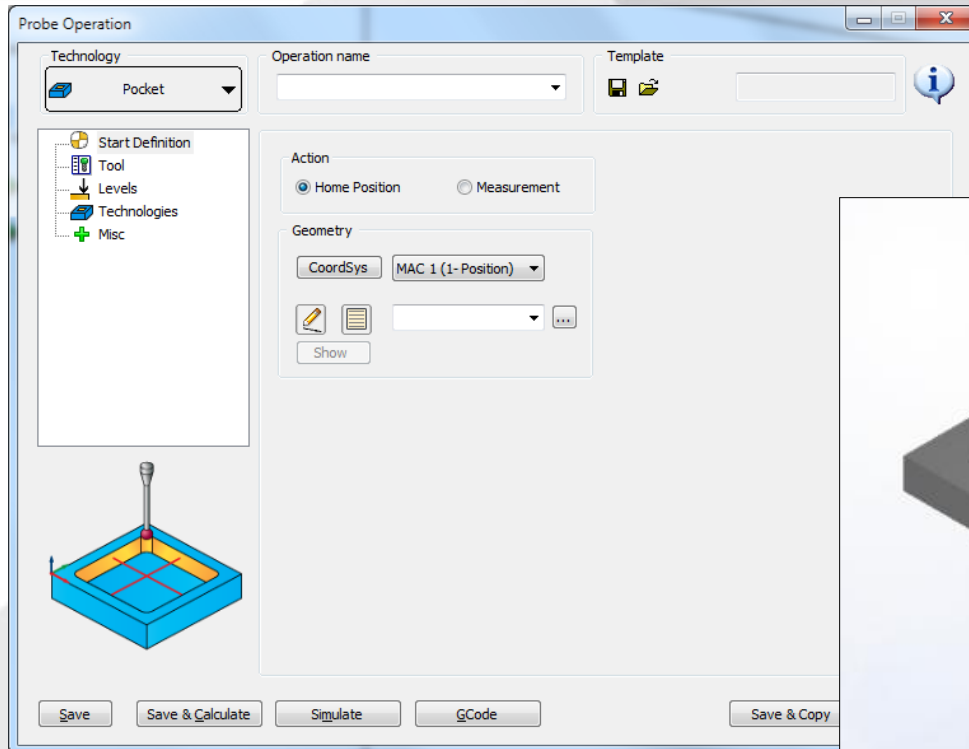 Probe Operation
Technology
Pocket
Operation name
Template
Start Definition
Tool
Levels
Technologies
Misc
Action
Home Position
Measurement
Geometry
CoordSys
MAC 1 (1- Position)
...
Show
Save
Save & Calculate
Simulate
GCode
Save & Copy